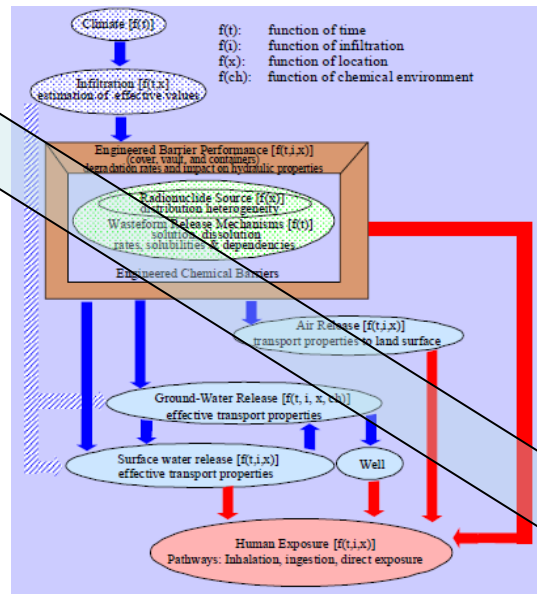 Climate [f(t)]
f(t): function of time
f(i): function of infiltration
f(x): function of location
f(ch): function of chemical environment
Infiltration [f(t,x]
estimation of effective values
Engineered Barrier Performance [f(t,i,x)]
(cover, vault, and containers)
degradation rates and impact on hydraulic properties
Radionuclide Source [f(x)]
distribution heterogeneity
Wasteform Release Mechanisms [f(t)]
solution, dissolution
rates, solubilities & dependencies
Engineered Chemical Barriers
Air Release [f(t,i,x)]
transport properties to land surface
Ground-Water Release [f(t, i, x, ch)]
effective transport properties
Surface water release [f(t,i,x)]
effective transport properties
Well
Human Exposure [f(t,i,x)]
Pathways: Inhalation, ingestion, direct exposure